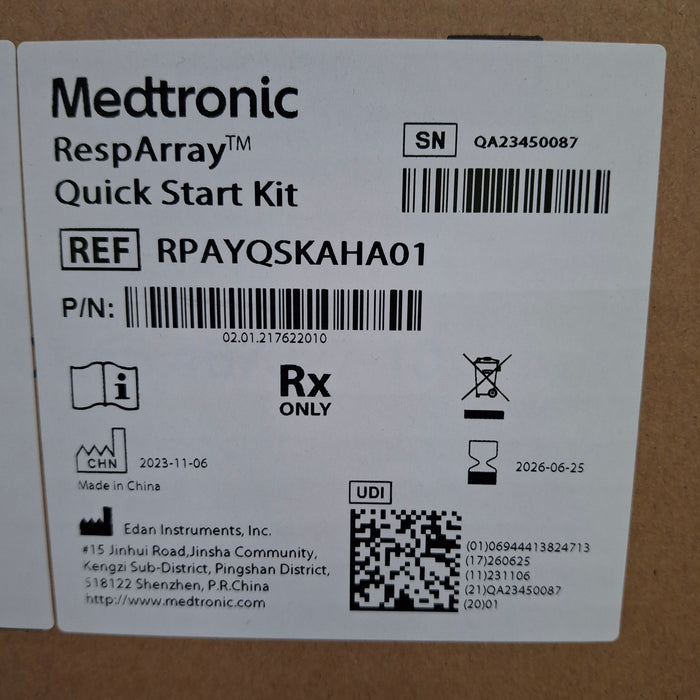 Medtronic
RespArray™
Quick Start Kit
SN QA23450087
REF RPAYQSKAHA01
P/N:
02.01.217622010
i
Rx
ONLY
CHN 2023-11-06
Made in China
2026-06-25
UDI
Edan Instruments, Inc.
#15 Jinhui Road,Jinsha Community,
Kengzi Sub-District, Pingshan District,
518122 Shenzhen, P.R.China
http://www.medtronic.com
(01)06944413824713
(17)260625
(11)231106
(21)QA23450087
(20)01